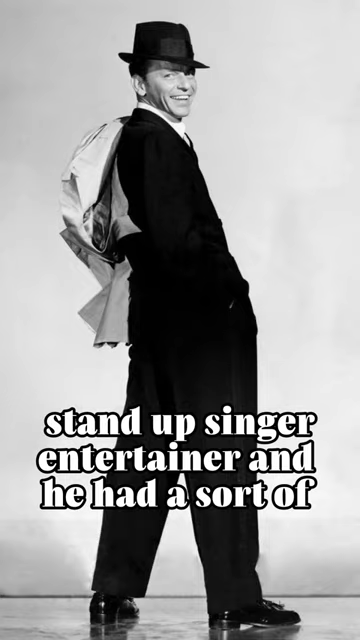 stand up singer
entertainer and
he had a sort of